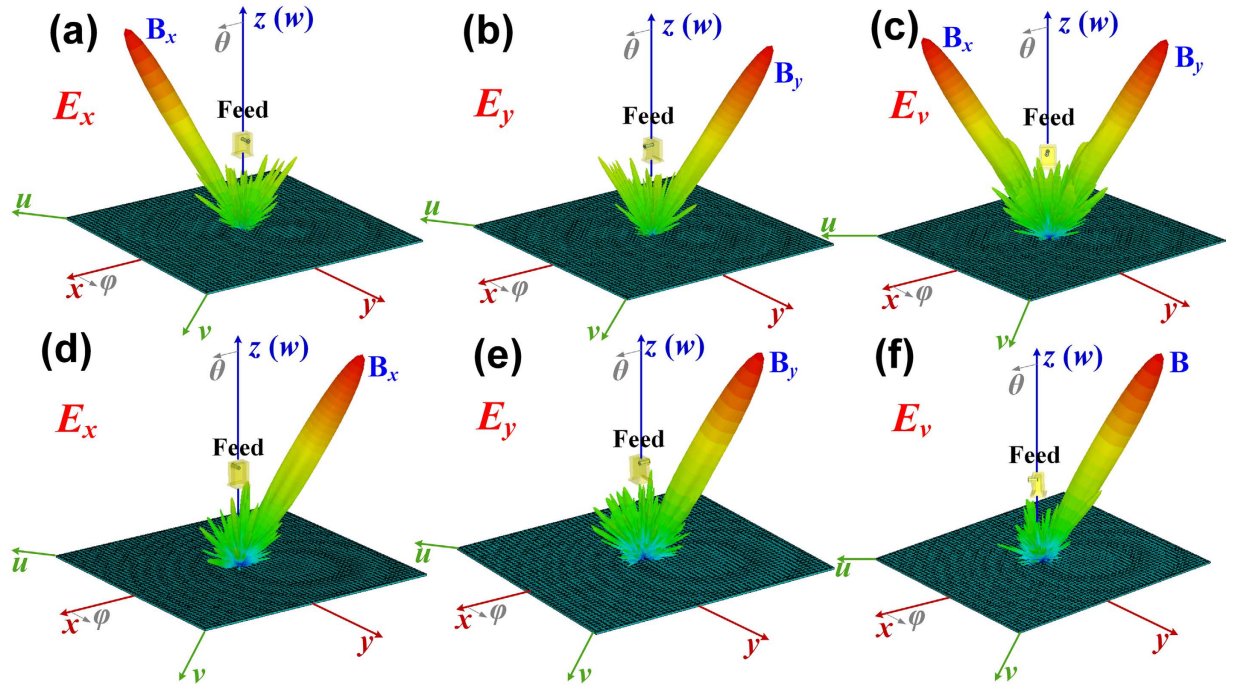 (a)
Bx
θ
z (w)
Ex
Feed
u
x
φ
v
y
(b)
θ
z (w)
By
Ey
Feed
u
x
φ
v
y
(c)
Bx
θ
z (w)
By
Ev
Feed
u
x
φ
v
y
(d)
θ
z (w)
Bx
Ex
Feed
u
x
φ
v
y
(e)
θ
z (w)
By
Ey
Feed
u
x
φ
v
y
(f)
θ
z (w)
B
Ev
Feed
u
x
φ
v
y